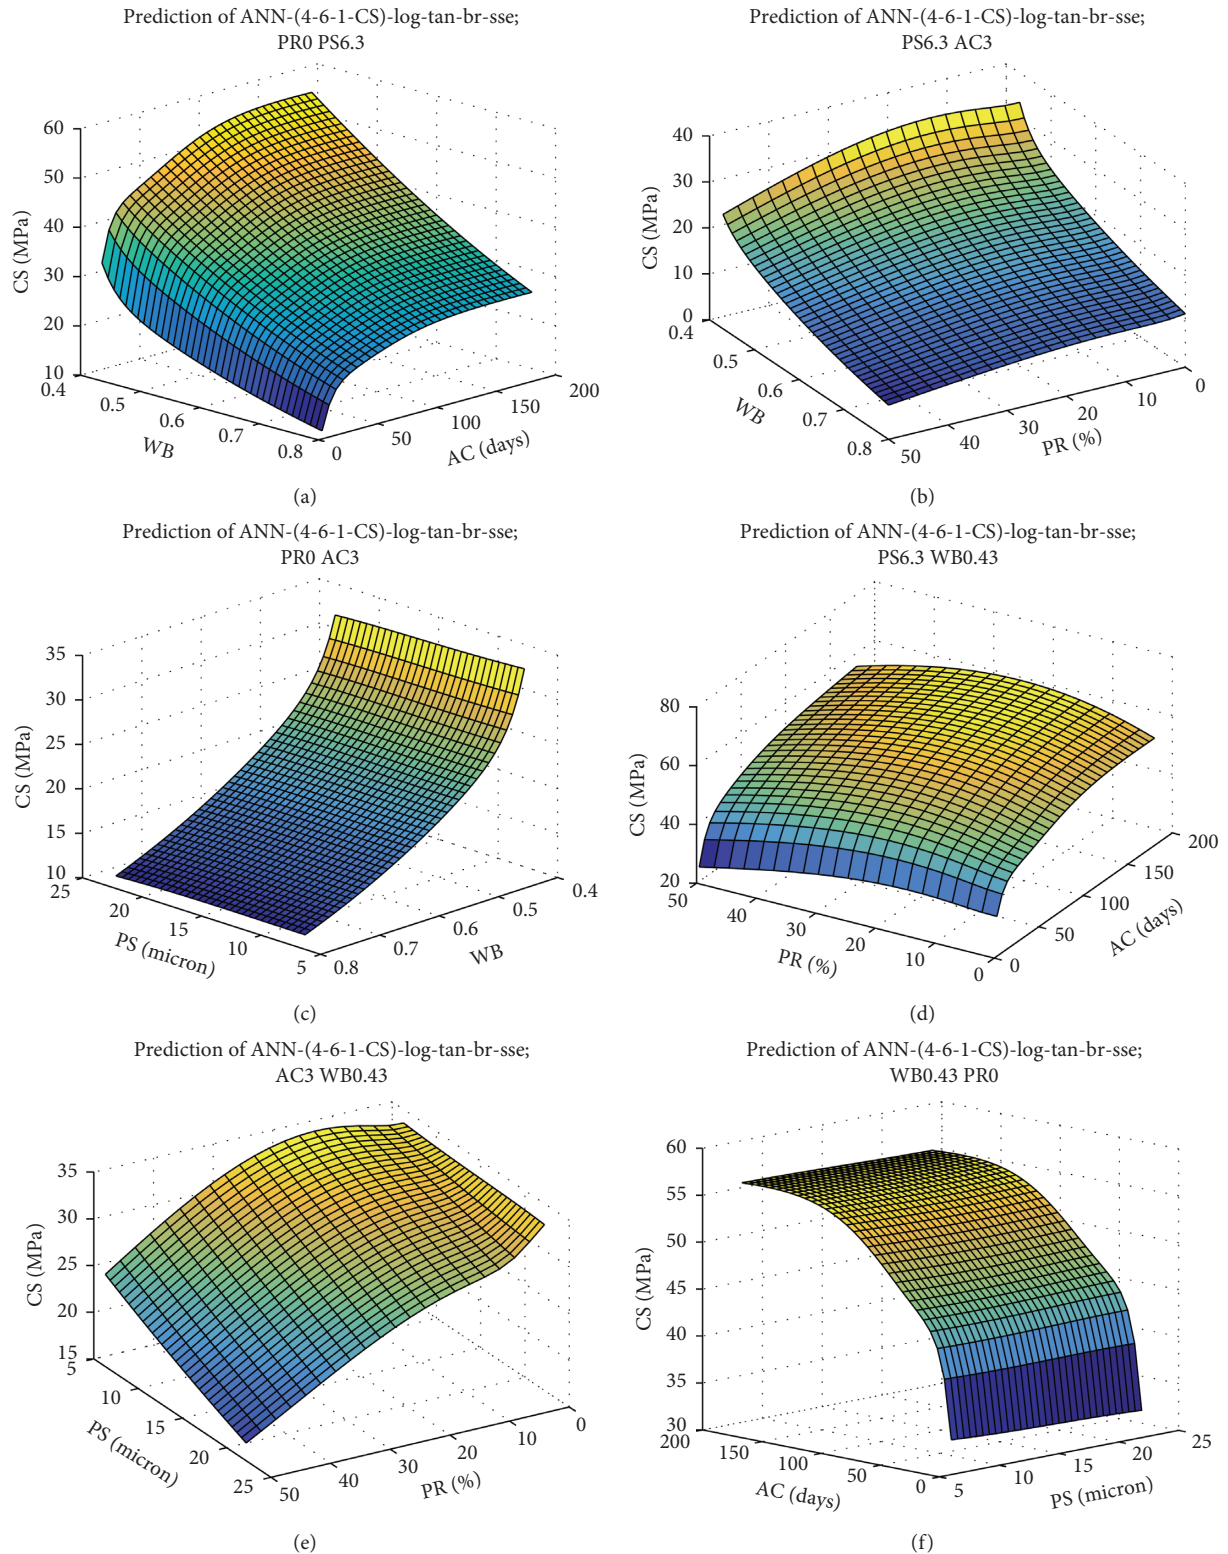 Prediction of ANN-(4-6-1-CS)-log-tan-br-sse;
PR0 PS6.3
60
50
40
30
20
10
CS (MPa)
0.4
0.5
0.6
0.7
0.8
WB
0
50
100
150
200
AC (days)
(a)
Prediction of ANN-(4-6-1-CS)-log-tan-br-sse;
PS6.3 AC3
40
30
20
10
0
CS (MPa)
0.4
0.5
0.6
0.7
0.8
WB
50
40
30
20
10
0
PR (%)
(b)
Prediction of ANN-(4-6-1-CS)-log-tan-br-sse;
PR0 AC3
35
30
25
20
15
10
CS (MPa)
25
20
15
10
5
PS (micron)
0.8
0.7
0.6
0.5
0.4
WB
(c)
Prediction of ANN-(4-6-1-CS)-log-tan-br-sse;
PS6.3 WB0.43
80
60
40
20
CS (MPa)
50
40
30
20
10
0
PR (%)
0
50
100
150
200
AC (days)
(d)
Prediction of ANN-(4-6-1-CS)-log-tan-br-sse;
AC3 WB0.43
35
30
25
20
15
CS (MPa)
5
10
15
20
25
PS (micron)
50
40
30
20
10
0
PR (%)
(e)
Prediction of ANN-(4-6-1-CS)-log-tan-br-sse;
WB0.43 PR0
60
55
50
45
40
35
30
CS (MPa)
200
150
100
50
0
AC (days)
5
10
15
20
25
PS (micron)
(f)